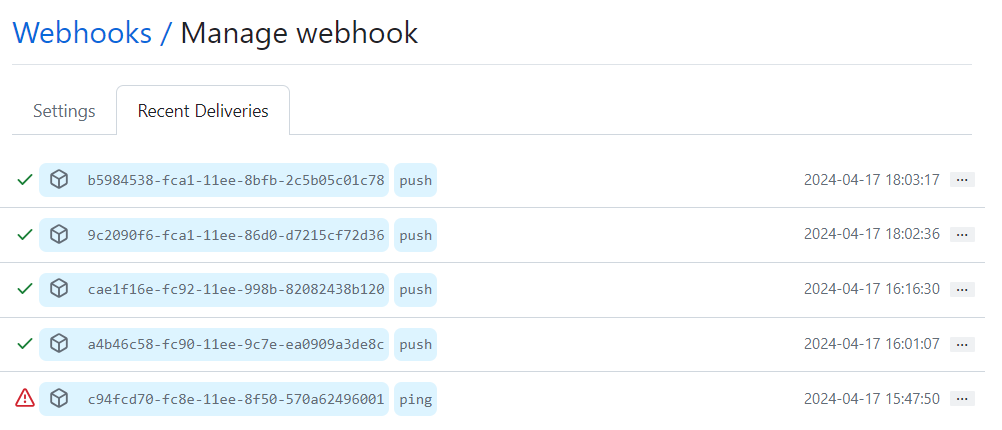 Webhooks / Manage webhook
Settings Recent Deliveries
b5984538-fca1-11ee-8bfb-2c5b05c01c78 push 2024-04-17 18:03:17 ...
9c2090f6-fca1-11ee-86d0-d7215cf72d36 push 2024-04-17 18:02:36 ...
cae1f16e-fc92-11ee-998b-82082438b120 push 2024-04-17 16:16:30 ...
a4b46c58-fc90-11ee-9c7e-ea0909a3de8c push 2024-04-17 16:01:07 ...
c94fcd70-fc8e-11ee-8f50-570a62496001 ping 2024-04-17 15:47:50 ...